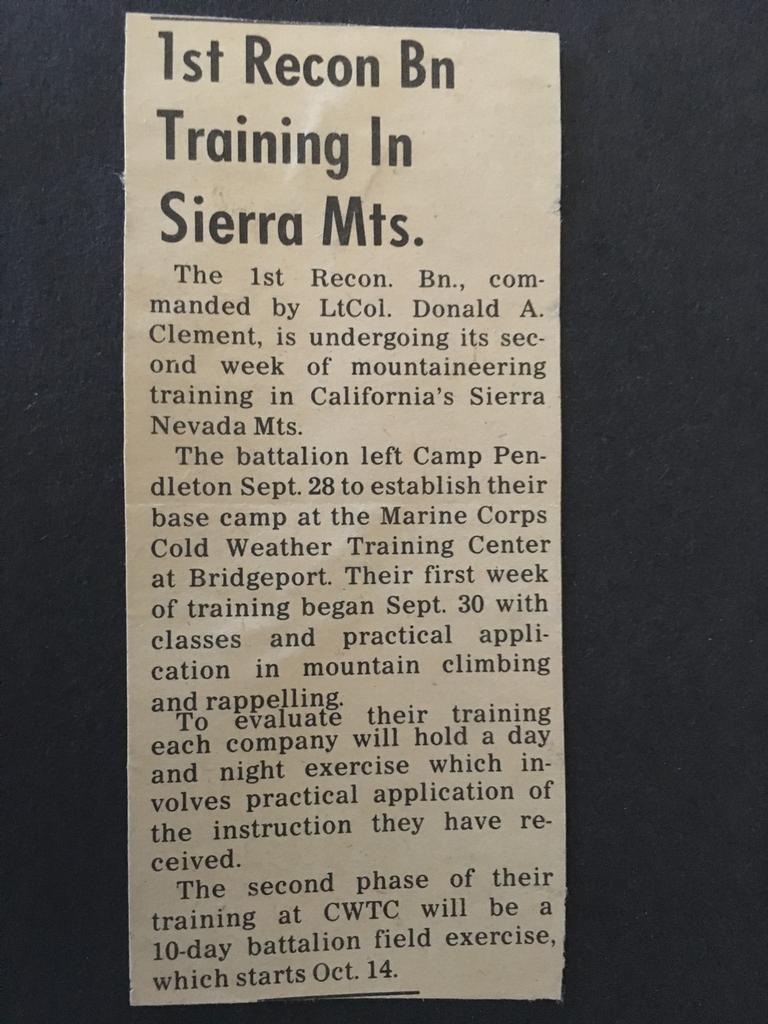 1st Recon Bn
Training In
Sierra Mts.
The 1st Recon. Bn., com-
manded by LtCol. Donald A.
Clement, is undergoing its sec-
ond week of mountaineering
training in California's Sierra
Nevada Mts.
The battalion left Camp Pen-
dleton Sept. 28 to establish their
base camp at the Marine Corps
Cold Weather Training Center
at Bridgeport. Their first week
of training began Sept. 30 with
classes and practical appli-
cation in mountain climbing
and rappelling.
To evaluate their training
each company will hold a day
and night exercise which in-
volves practical application of
the instruction they have re-
ceived.
The second phase of their
training at CWTC will be a
10-day battalion field exercise,
which starts Oct. 14.